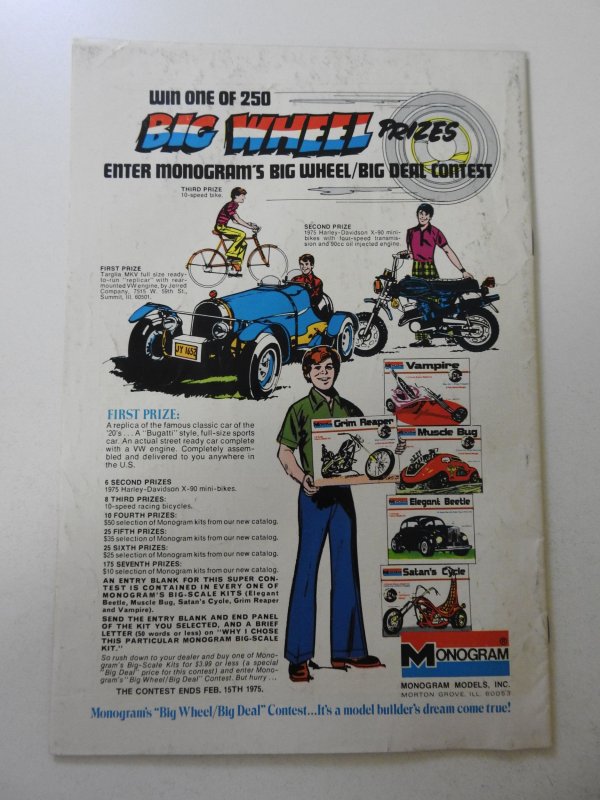 WIN ONE OF 250
BIG WHEEL PRIZES
ENTER MONOGRAM'S BIG WHEEL/BIG DEAL CONTEST
THIRD PRIZE
10-speed bike.
SECOND PRIZE
1975 Harley-Davidson X-90 mini-
bikes with four-speed transmis-
sion and 90cc oil injected engine.
FIRST PRIZE
Targlia MKV full size ready-
to-run "replicar" with rear-
mounted VW engine, by Jerred
Company, 7515 W. 59th St.,
Summit, Ill. 60501.
JY 1652
FIRST PRIZE:
A replica of the famous classic car of the
'20's... A "Bugatti" style, full-size sports
car. An actual street ready car complete
with a VW engine. Completely assem-
bled and delivered to you anywhere in
the U.S.
6 SECOND PRIZES:
1975 Harley-Davidson X-90 mini-bikes.
8 THIRD PRIZES:
10-speed racing bicycles.
10 FOURTH PRIZES:
$50 selection of Monogram kits from our new catalog.
25 FIFTH PRIZES:
$35 selection of Monogram kits from our new catalog.
25 SIXTH PRIZES:
$25 selection of Monogram kits from our new catalog.
175 SEVENTH PRIZES:
$10 selection of Monogram kits from our new catalog.
AN ENTRY BLANK FOR THIS SUPER CON-
TEST IS CONTAINED IN EVERY ONE OF
MONOGRAM'S BIG-SCALE KITS (Elegant
Beetle, Muscle Bug, Satan's Cycle, Grim Reaper
and Vampire).
SEND THE ENTRY BLANK AND END PANEL
OF THE KIT YOU SELECTED, AND A BRIEF
LETTER (50 words or less) on "WHY I CHOSE
THIS PARTICULAR MONOGRAM BIG-SCALE
KIT."
So rush down to your dealer and buy one of Mono-
gram's Big-Scale Kits for $3.99 or less (a special
"Big Deal" price for this contest) and enter Mono-
gram's "Big Wheel/Big Deal" Contest. But hurry...
THE CONTEST ENDS FEB. 15TH 1975.
Vampire
Grim Reaper
Muscle Bug
Elegant Beetle
Satan's Cycle
MONOGRAM®
MONOGRAM MODELS, INC.
MORTON GROVE, ILL. 60053
Monogram's "Big Wheel/Big Deal" Contest...It's a model builder's dream come true!